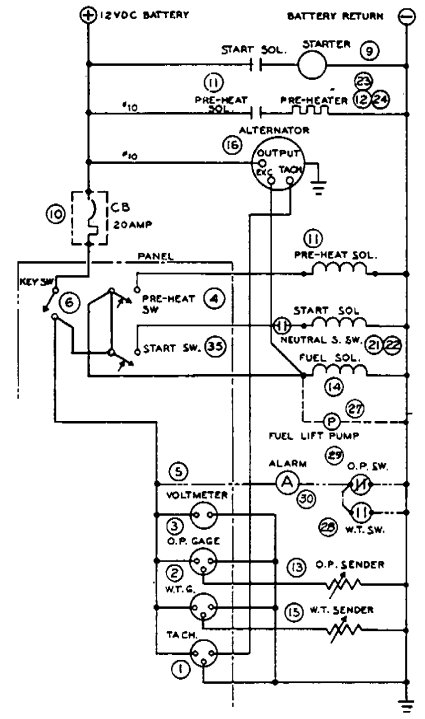 + 12VDC BATTERY BATTERY RETURN −
START SOL. STARTER 9
11 23
PRE-HEAT SOL. PRE-HEATER 12 24
#10
ALTERNATOR
16 OUTPUT
#10
EXC TACH
10 CB
20 AMP
PANEL
11
PRE-HEAT SOL.
KEY SW
6 PRE-HEAT SW 4
START SOL
NEUTRAL S. SW. 21 22
START SW. 35
FUEL SOL.
14
P 27
FUEL LIFT PUMP
29
5 ALARM O.P. SW.
A
30
VOLTMETER
3 28 W.T. SW.
O.P. GAGE
2 13 O.P. SENDER
W.T.G.
15 W.T. SENDER
TACH.
1